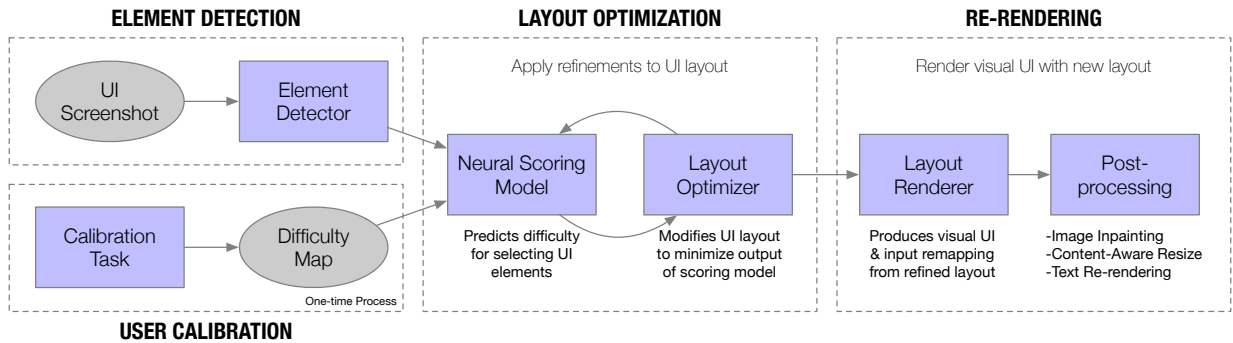 ELEMENT DETECTION
UI
Screenshot
Element
Detector
Calibration
Task
Difficulty
Map
One-time Process
USER CALIBRATION
LAYOUT OPTIMIZATION
Apply refinements to UI layout
Neural Scoring
Model
Predicts difficulty
for selecting UI
elements
Layout
Optimizer
Modifies UI layout
to minimize output
of scoring model
RE-RENDERING
Render visual UI with new layout
Layout
Renderer
Produces visual UI
& input remapping
from refined layout
Post-
processing
-Image Inpainting
-Content-Aware Resize
-Text Re-rendering